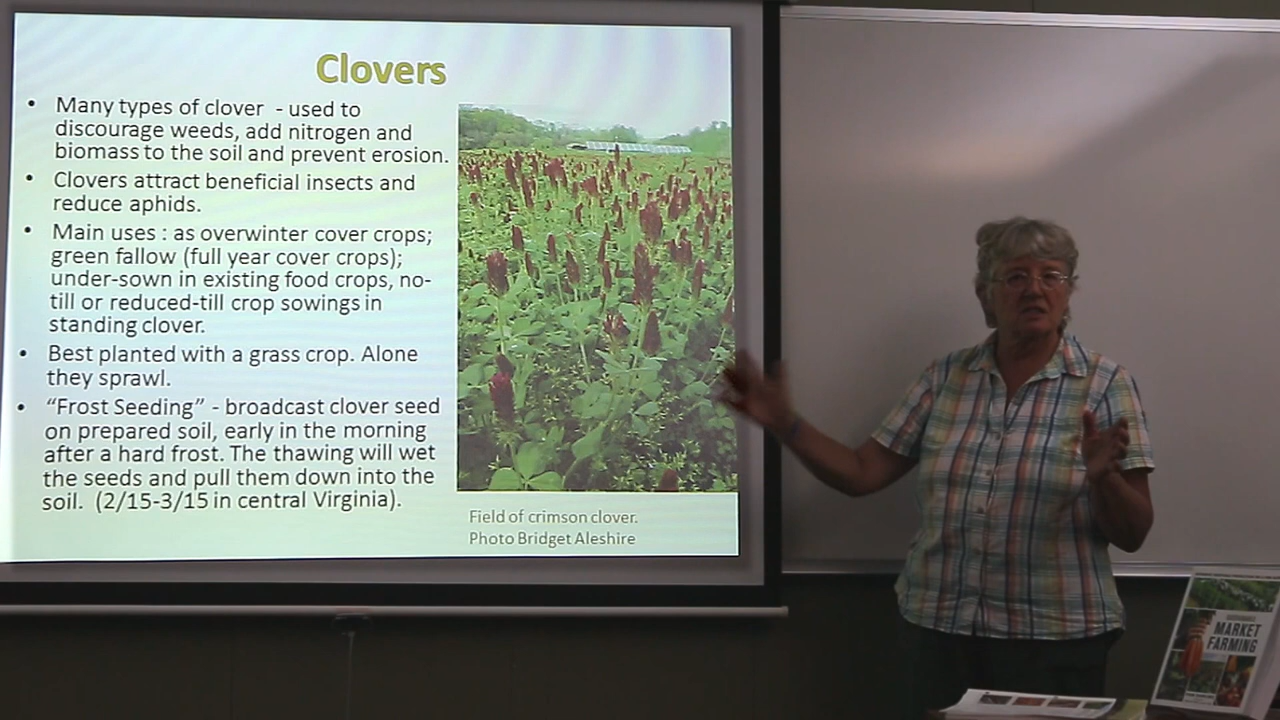 Clovers
• Many types of clover - used to
discourage weeds, add nitrogen and
biomass to the soil and prevent erosion.
• Clovers attract beneficial insects and
reduce aphids.
• Main uses : as overwinter cover crops;
green fallow (full year cover crops);
under-sown in existing food crops, no-
till or reduced-till crop sowings in
standing clover.
• Best planted with a grass crop. Alone
they sprawl.
• “Frost Seeding” - broadcast clover seed
on prepared soil, early in the morning
after a hard frost. The thawing will wet
the seeds and pull them down into the
soil. (2/15-3/15 in central Virginia).
Field of crimson clover.
Photo Bridget Aleshire
MARKET
FARMING